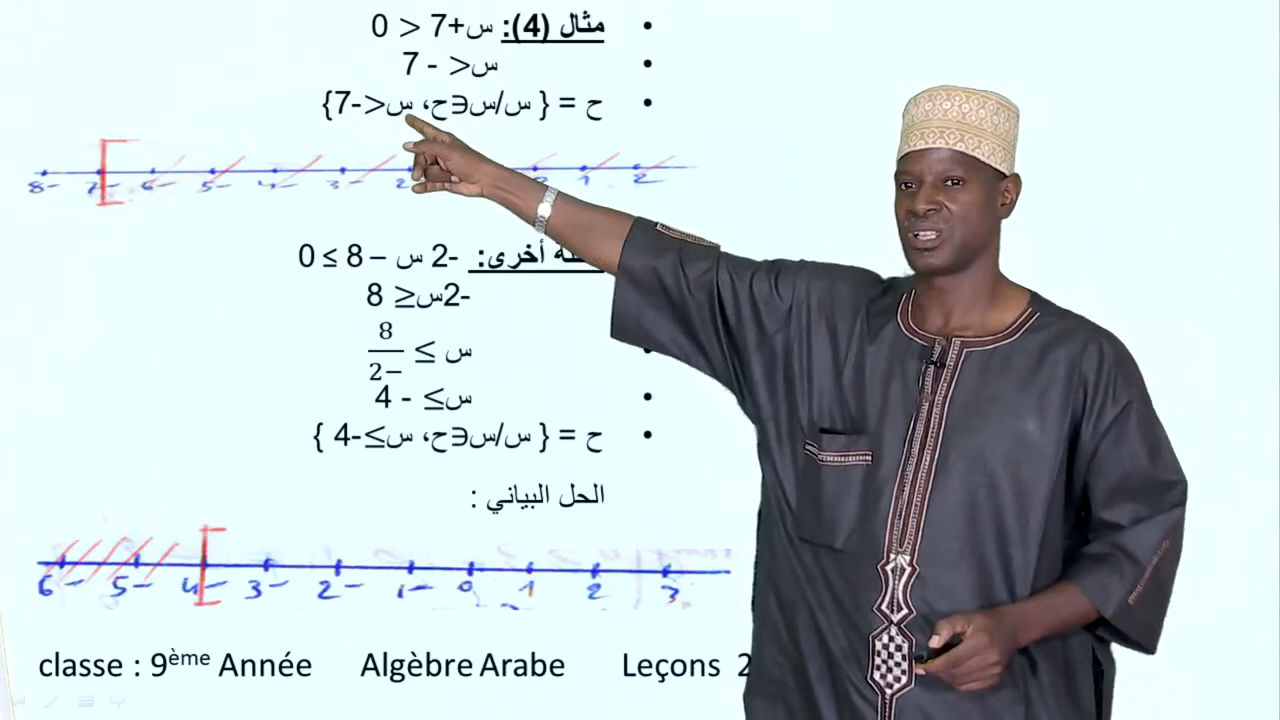 مثال (4): س+7 < 0
س< - 7
ح = { س/س∈ح، س<-7}
8- 7- 6- 5- 4- 3- 2 1 2
أخرى: -2 س – 8 ≥ 0
-2س≥ 8
س ≤ 8/-2
س≤ - 4
ح = { س/س∈ح، س≤-4 }
الحل البياني :
6- 5- 4- 3- 2- 1- 0 1 2 3
classe : 9ème Année Algèbre Arabe Leçons 2